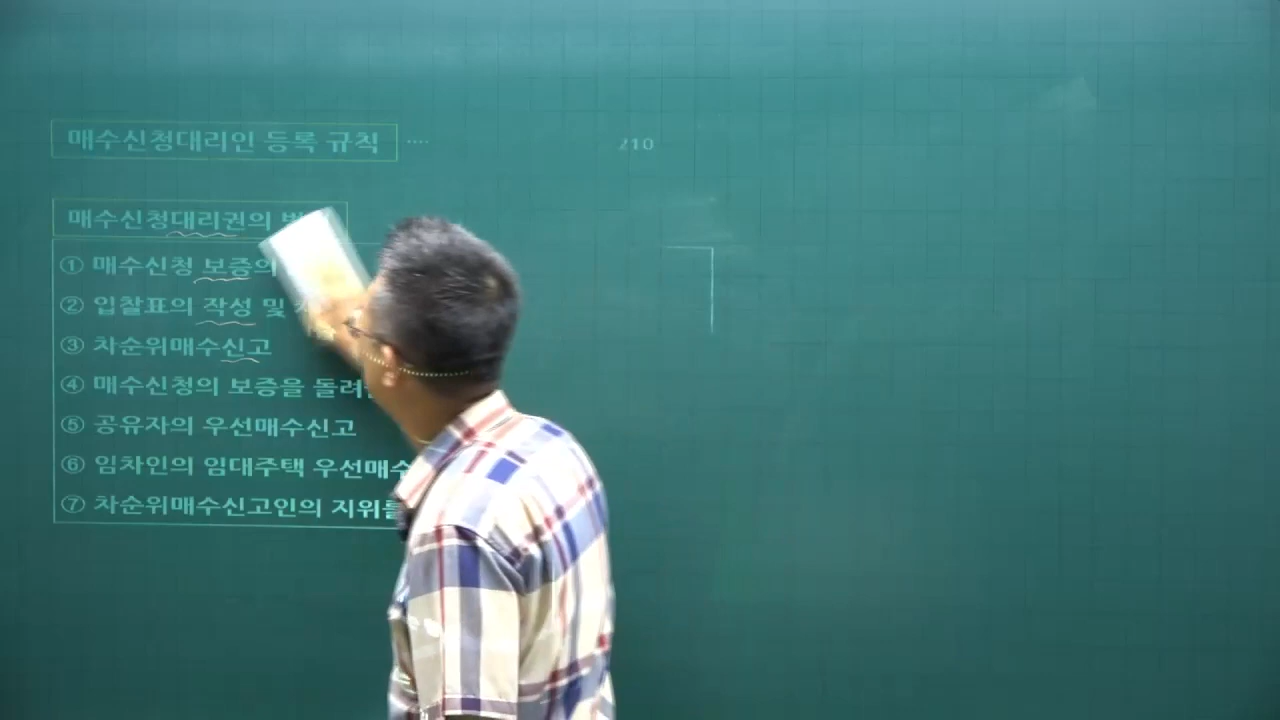 매수신청대리인 등록 규칙 ····
210
매수신청대리권의
① 매수신청 보증의
② 입찰표의 작성 및
③ 차순위매수신고
④ 매수신청의 보증을 돌려
⑤ 공유자의 우선매수신고
⑥ 임차인의 임대주택 우선매수
⑦ 차순위매수신고인의 지위를